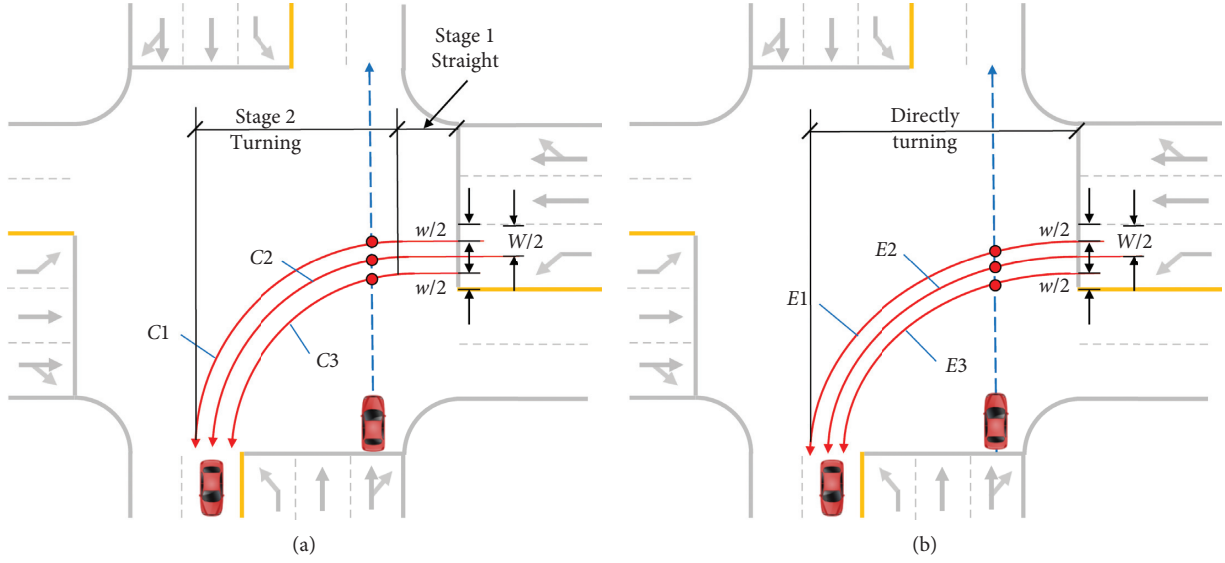 Stage 1
Straight
Stage 2
Turning
w/2
W/2
w/2
C2
C1
C3
(a)
Directly
turning
w/2
W/2
w/2
E2
E1
E3
(b)